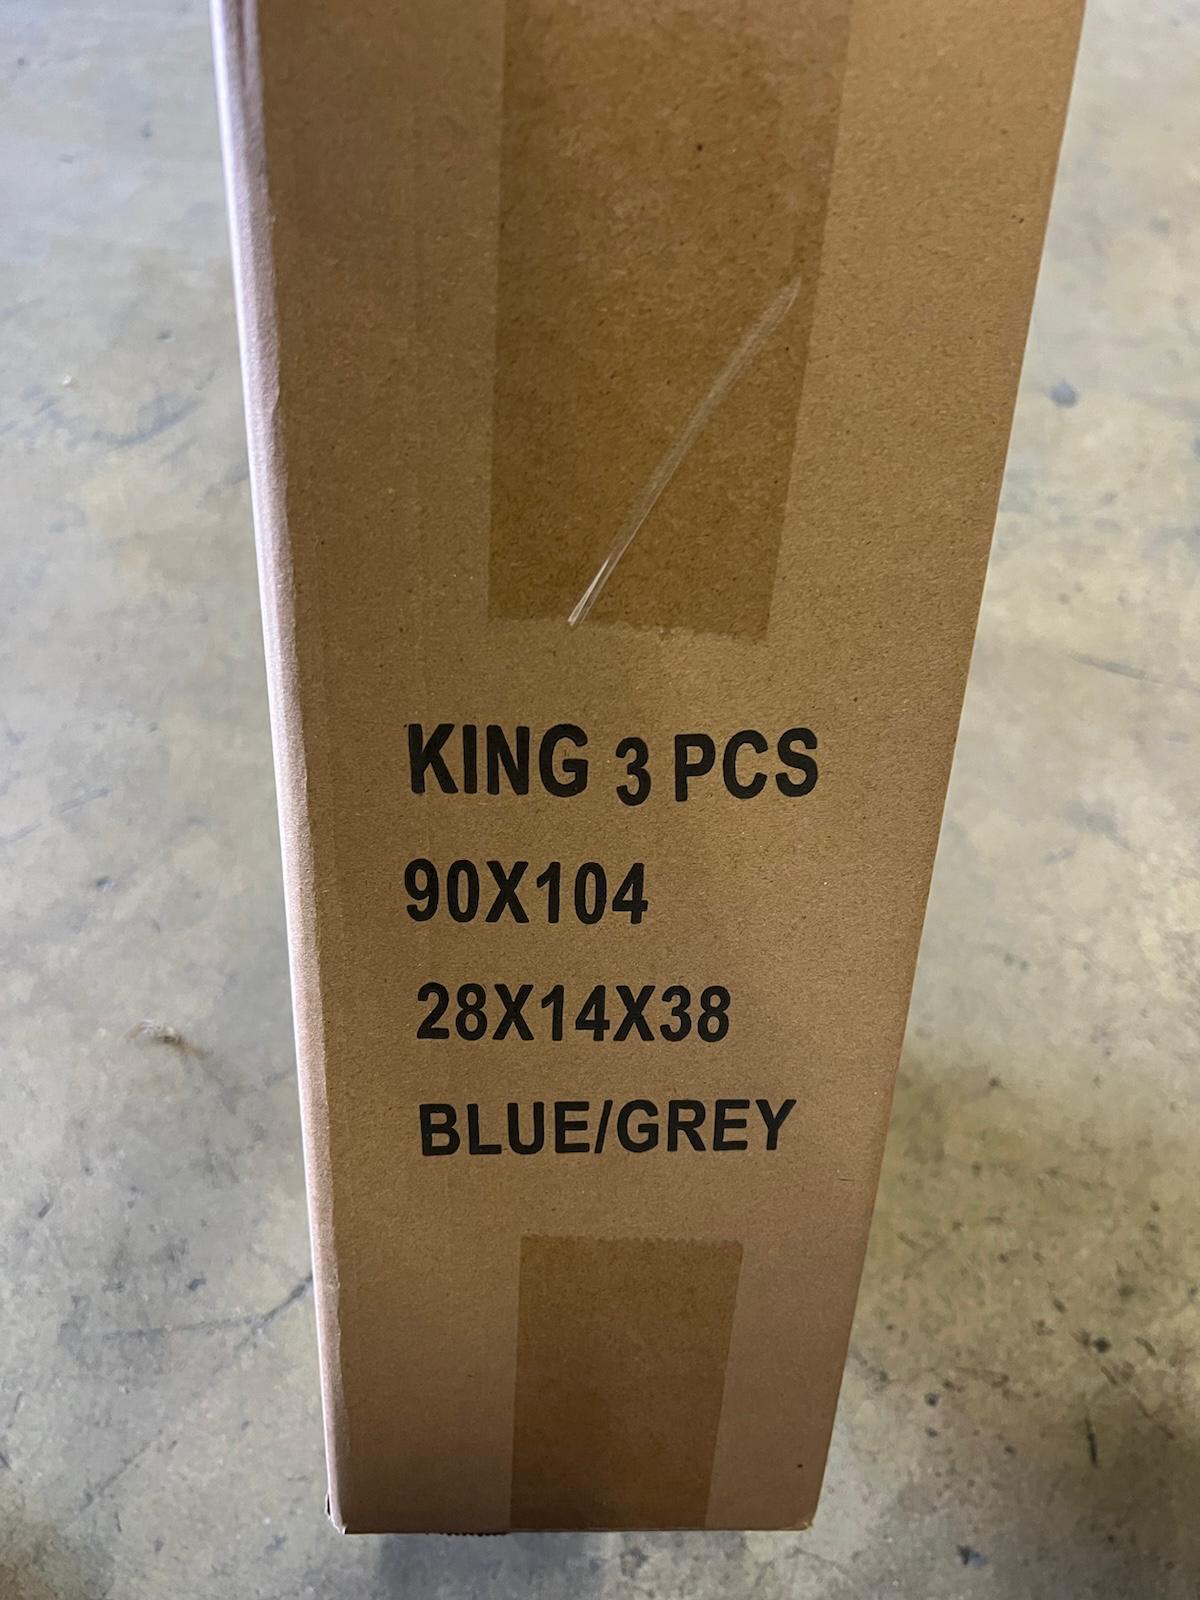 KING 3 PCS
90X104
28X14X38
BLUE/GREY